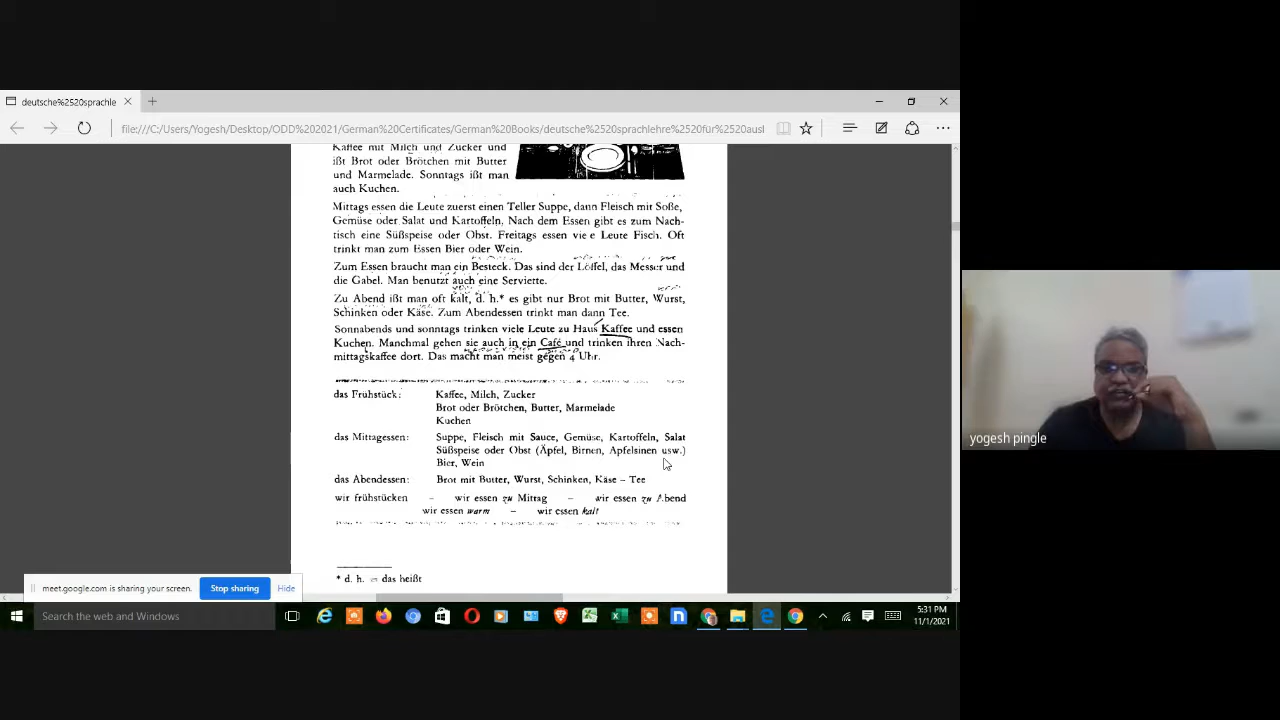 deutsche%2520sprachle
file:///C:/Users/Yogesh/Desktop/ODD%202021/German%20Certificates/German%20Books/deutsche%2520sprachlehre%2520für%2520ausl
Kaffee mit Milch und Zucker und
ißt Brot oder Brötchen mit Butter
und Marmelade. Sonntags ißt man
auch Kuchen.
Mittags essen die Leute zuerst einen Teller Suppe, dann Fleisch mit Soße,
Gemüse oder Salat und Kartoffeln. Nach dem Essen gibt es zum Nach-
tisch eine Süßspeise oder Obst. Freitags essen vie e Leute Fisch. Oft
trinkt man zum Essen Bier oder Wein.
Zum Essen braucht man ein Besteck. Das sind der Löffel, das Messer und
die Gabel. Man benutzt auch eine Serviette.
Zu Abend ißt man oft kalt, d. h.* es gibt nur Brot mit Butter, Wurst,
Schinken oder Käse. Zum Abendessen trinkt man dann Tee.
Sonnabends und sonntags trinken viele Leute zu Haus Kaffee und essen
Kuchen. Manchmal gehen sie auch in ein Café und trinken ihren Nach-
mittagskaffee dort. Das macht man meist gegen 4 Uhr.
das Frühstück: Kaffee, Milch, Zucker
Brot oder Brötchen, Butter, Marmelade
Kuchen
das Mittagessen: Suppe, Fleisch mit Sauce, Gemüse, Kartoffeln, Salat
Süßspeise oder Obst (Äpfel, Birnen, Apfelsinen usw.)
Bier, Wein
das Abendessen: Brot mit Butter, Wurst, Schinken, Käse – Tee
wir frühstücken – wir essen zu Mittag – wir essen zu Abend
wir essen warm – wir essen kalt
* d. h. = das heißt
yogesh pingle
meet.google.com is sharing your screen. Stop sharing Hide
Search the web and Windows
5:31 PM
11/1/2021